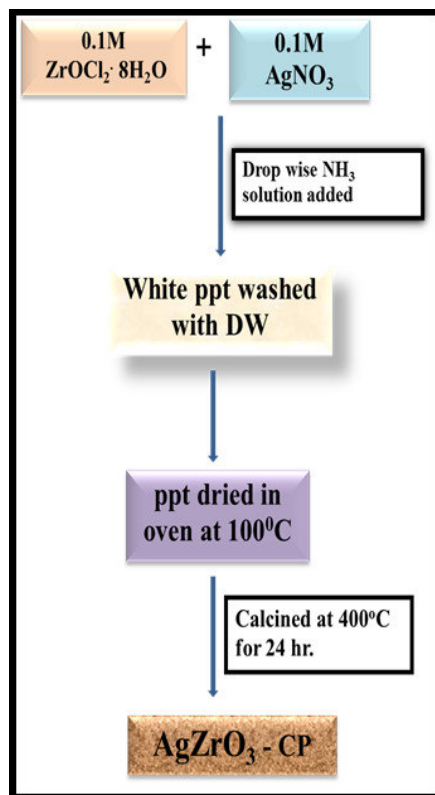 0.1M
ZrOCl₂· 8H₂O
+
0.1M
AgNO₃
Drop wise NH₃
solution added
White ppt washed
with DW
ppt dried in
oven at 100⁰C
Calcined at 400ᵒC
for 24 hr.
AgZrO₃ - CP